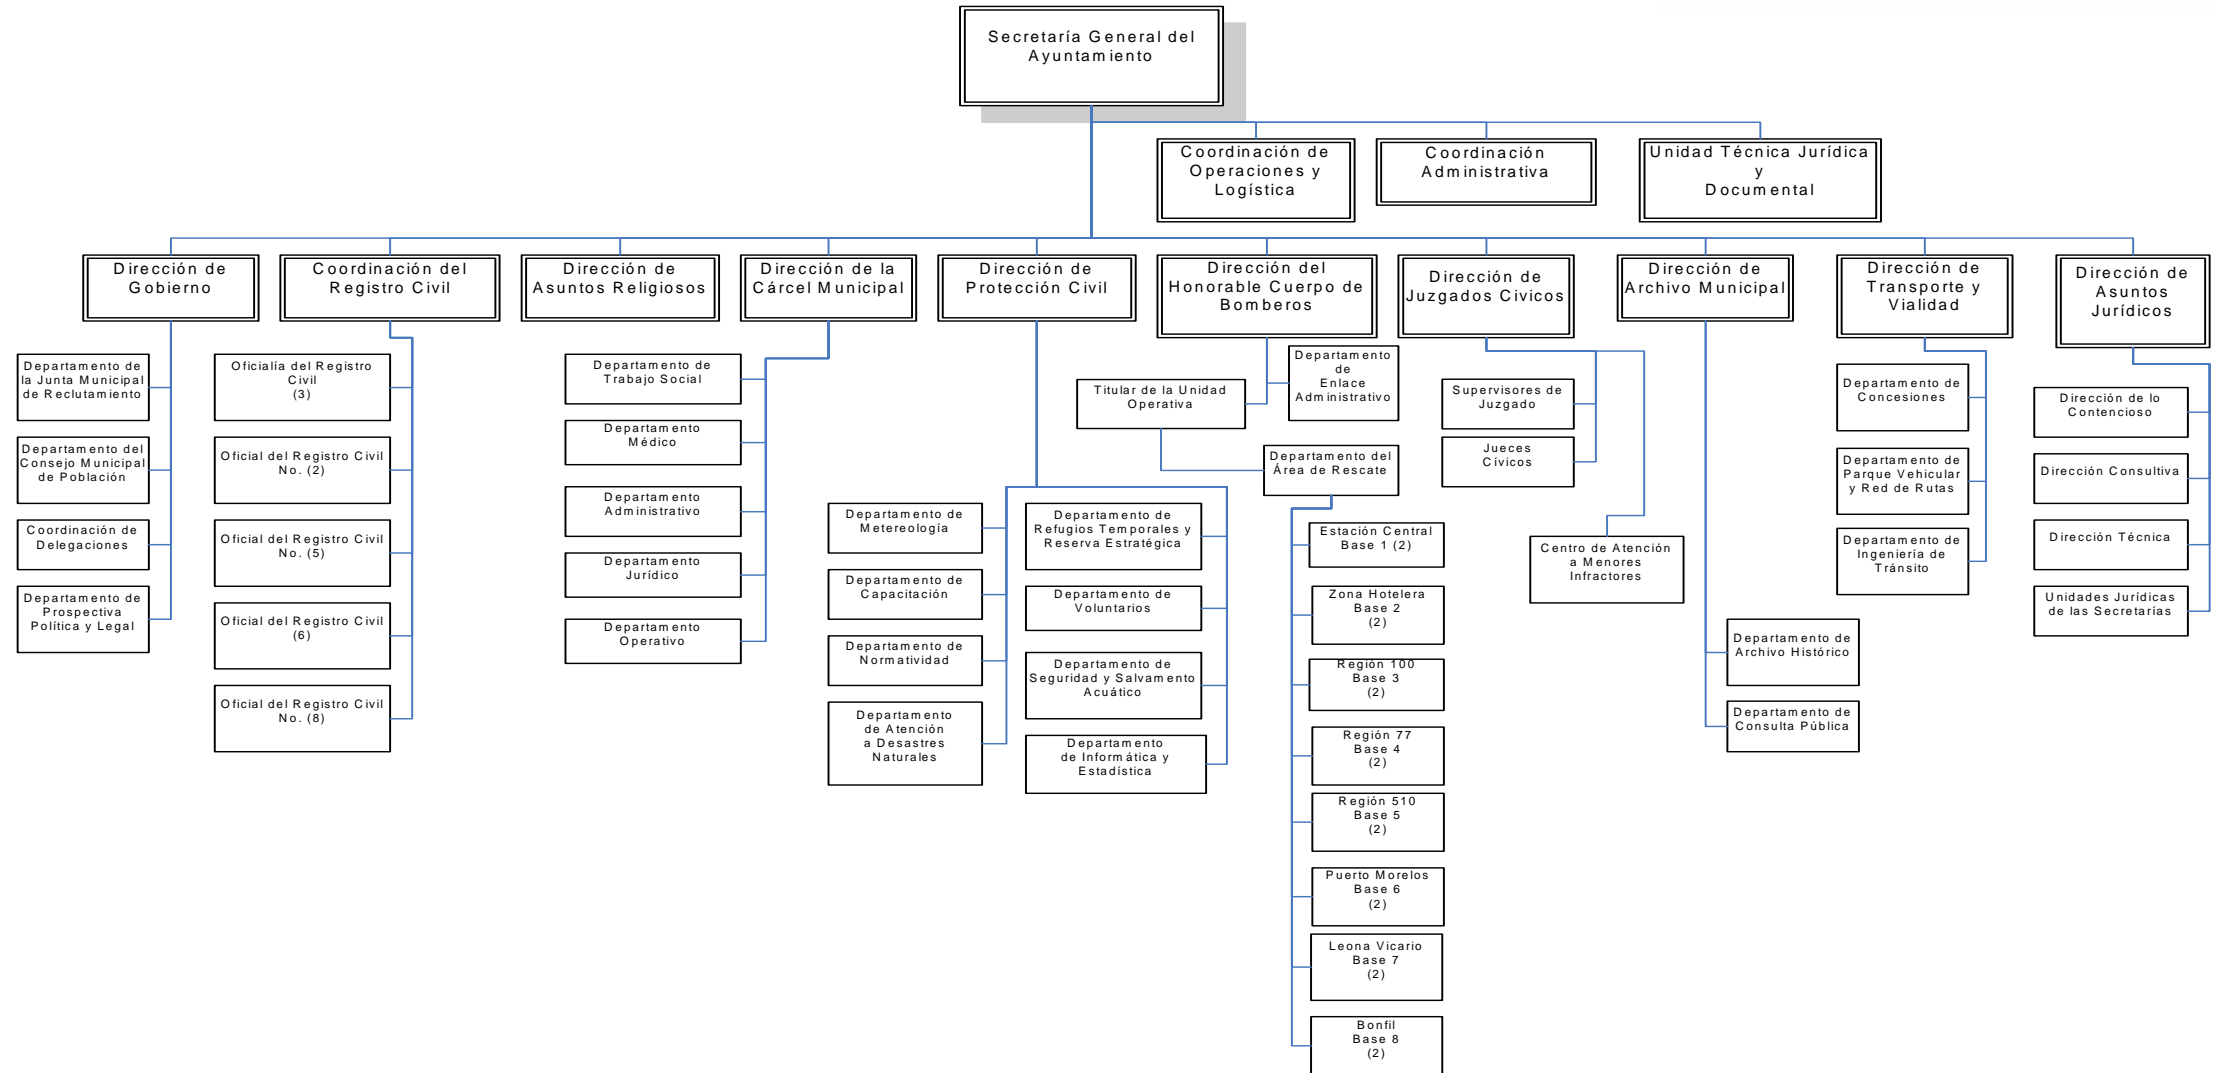 Secretaría General del
Ayuntamiento
Coordinación de
Operaciones y
Logística
Coordinación
Administrativa
Unidad Técnica Jurídica
y
Documental
Dirección de
Gobierno
Coordinación del
Registro Civil
Dirección de
Asuntos Religiosos
Dirección de la
Cárcel Municipal
Dirección de
Protección Civil
Dirección del
Honorable Cuerpo de
Bomberos
Dirección de
Juzgados Civicos
Dirección de
Archivo Municipal
Dirección de
Transporte y
Vialidad
Dirección de
Asuntos
Jurídicos
Departamento de
la Junta Municipal
de Reclutamiento
Departamento del
Consejo Municipal
de Población
Coordinación de
Delegaciones
Departamento de
Prospectiva
Política y Legal
Oficialía del Registro
Civil
(3)
Oficial del Registro Civil
No. (2)
Oficial del Registro Civil
No. (5)
Oficial del Registro Civil
(6)
Oficial del Registro Civil
No. (8)
Departamento de
Trabajo Social
Departamento
Médico
Departamento
Administrativo
Departamento
Jurídico
Departamento
Operativo
Departamento de
Metereología
Departamento de
Capacitación
Departamento de
Normatividad
Departamento
de Atención
a Desastres
Naturales
Departamento de
Refugios Temporales y
Reserva Estratégica
Departamento de
Voluntarios
Departamento de
Seguridad y Salvamento
Acuático
Departamento
de Informática y
Estadística
Titular de la Unidad
Operativa
Departamento
de
Enlace
Administrativo
Departamento del
Área de Rescate
Estación Central
Base 1 (2)
Zona Hotelera
Base 2
(2)
Región 100
Base 3
(2)
Región 77
Base 4
(2)
Región 510
Base 5
(2)
Puerto Morelos
Base 6
(2)
Leona Vicario
Base 7
(2)
Bonfil
Base 8
(2)
Supervisores de
Juzgado
Jueces
Cívicos
Centro de Atención
a Menores
Infractores
Departamento de
Archivo Histórico
Departamento de
Consulta Pública
Departamento de
Concesiones
Departamento de
Parque Vehicular
y Red de Rutas
Departamento de
Ingeniería de
Tránsito
Dirección de lo
Contencioso
Dirección Consultiva
Dirección Técnica
Unidades Jurídicas
de las Secretarías